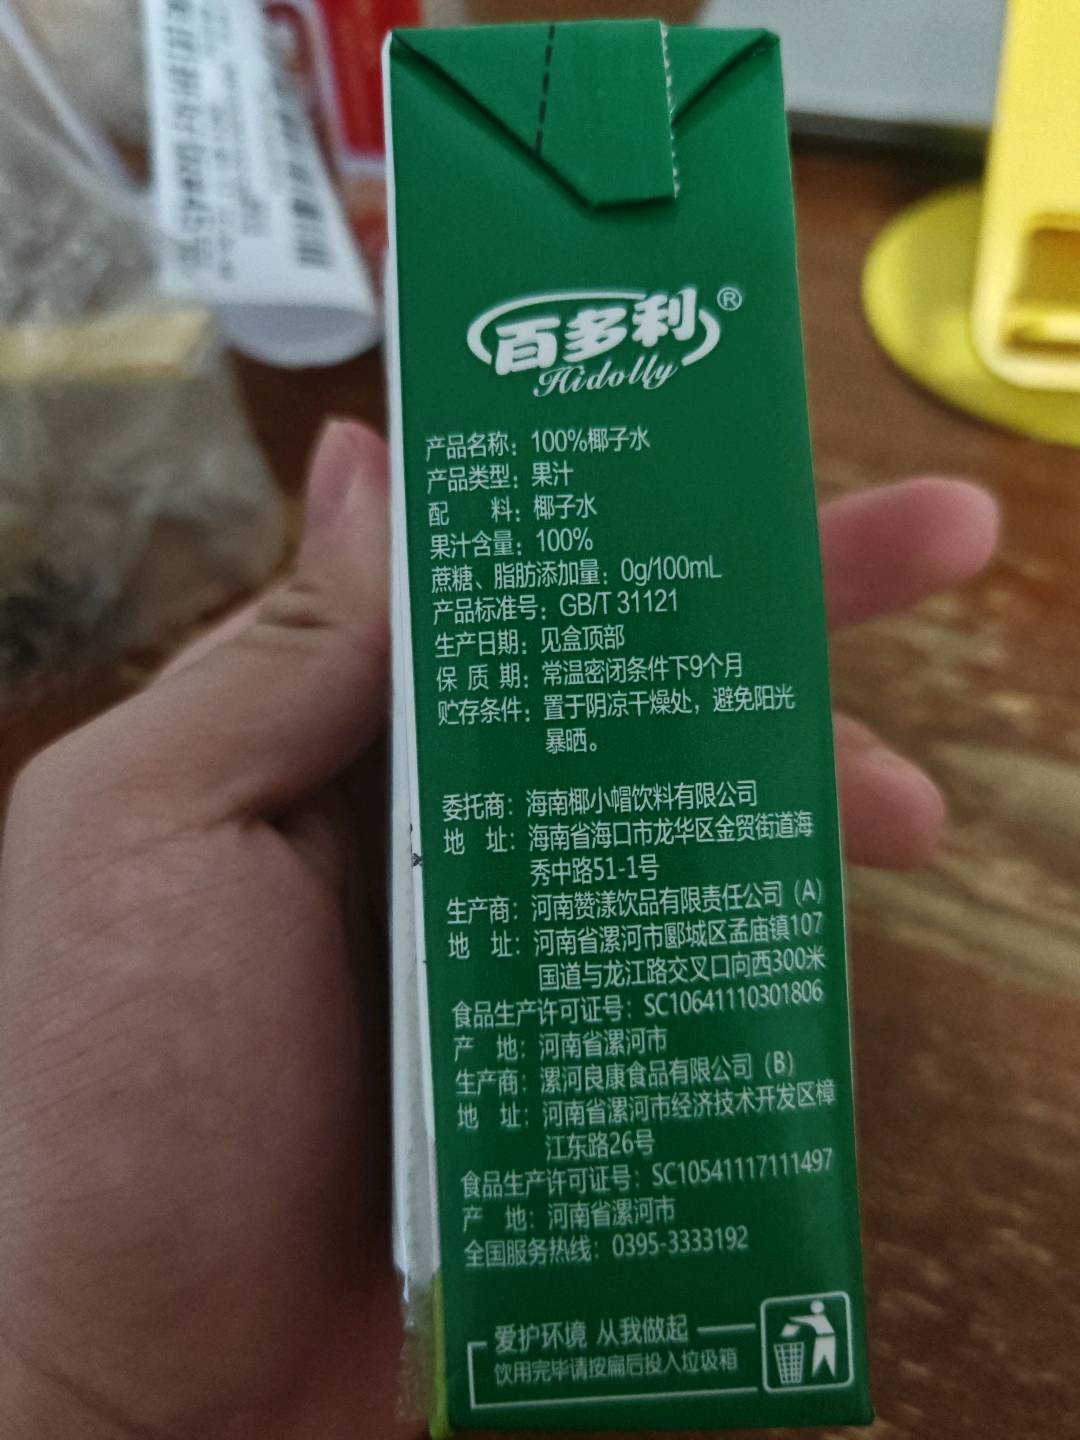 百多利®
Hidolly
产品名称：100%椰子水
产品类型：果汁
配 料：椰子水
果汁含量：100%
蔗糖、脂肪添加量：0g/100mL
产品标准号：GB/T 31121
生产日期：见盒顶部
保 质 期：常温密闭条件下9个月
贮存条件：置于阴凉干燥处，避免阳光
暴晒。
委托商：海南椰小帽饮料有限公司
地 址：海南省海口市龙华区金贸街道海
秀中路51-1号
生产商：河南赞漾饮品有限责任公司（A）
地 址：河南省漯河市郾城区孟庙镇107
国道与龙江路交叉口向西300米
食品生产许可证号：SC10641110301806
产 地：河南省漯河市
生产商：漯河良康食品有限公司（B）
地 址：河南省漯河市经济技术开发区樟
江东路26号
食品生产许可证号：SC10541117111497
产 地：河南省漯河市
全国服务热线：0395-3333192
爱护环境 从我做起
饮用完毕请按扁后投入垃圾箱